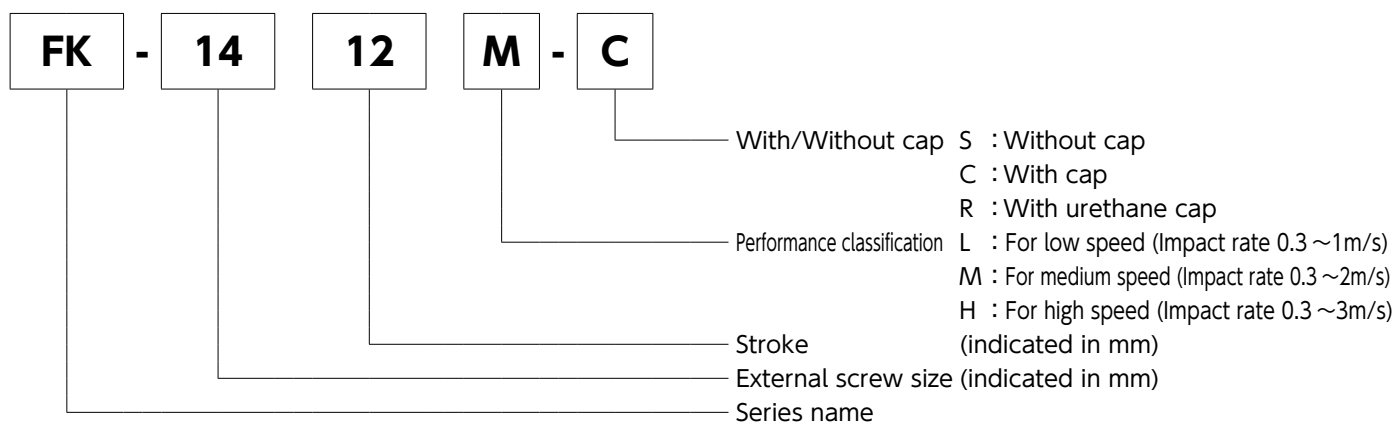 FK - 14 12 M - C
With/Without cap S : Without cap
C : With cap
R : With urethane cap
Performance classification L : For low speed (Impact rate 0.3～1m/s)
M : For medium speed (Impact rate 0.3～2m/s)
H : For high speed (Impact rate 0.3～3m/s)
Stroke (indicated in mm)
External screw size (indicated in mm)
Series name